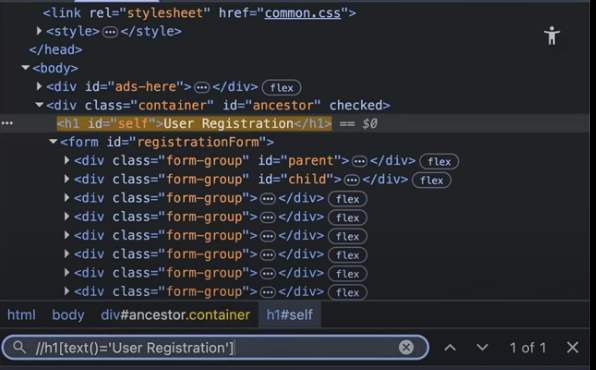 <link rel="stylesheet" href="common.css">
<style>…</style>
</head>
<body>
<div id="ads-here">…</div> flex
<div class="container" id="ancestor" checked>
… <h1 id="self">User Registration</h1> == $0
<form id="registrationForm">
<div class="form-group" id="parent">…</div> flex
<div class="form-group" id="child">…</div> flex
<div class="form-group">…</div> flex
<div class="form-group">…</div> flex
<div class="form-group">…</div> flex
<div class="form-group">…</div> flex
<div class="form-group">…</div> flex
<div class="form-group">…</div> flex
html body div#ancestor.container h1#self
//h1[text()='User Registration'] 1 of 1